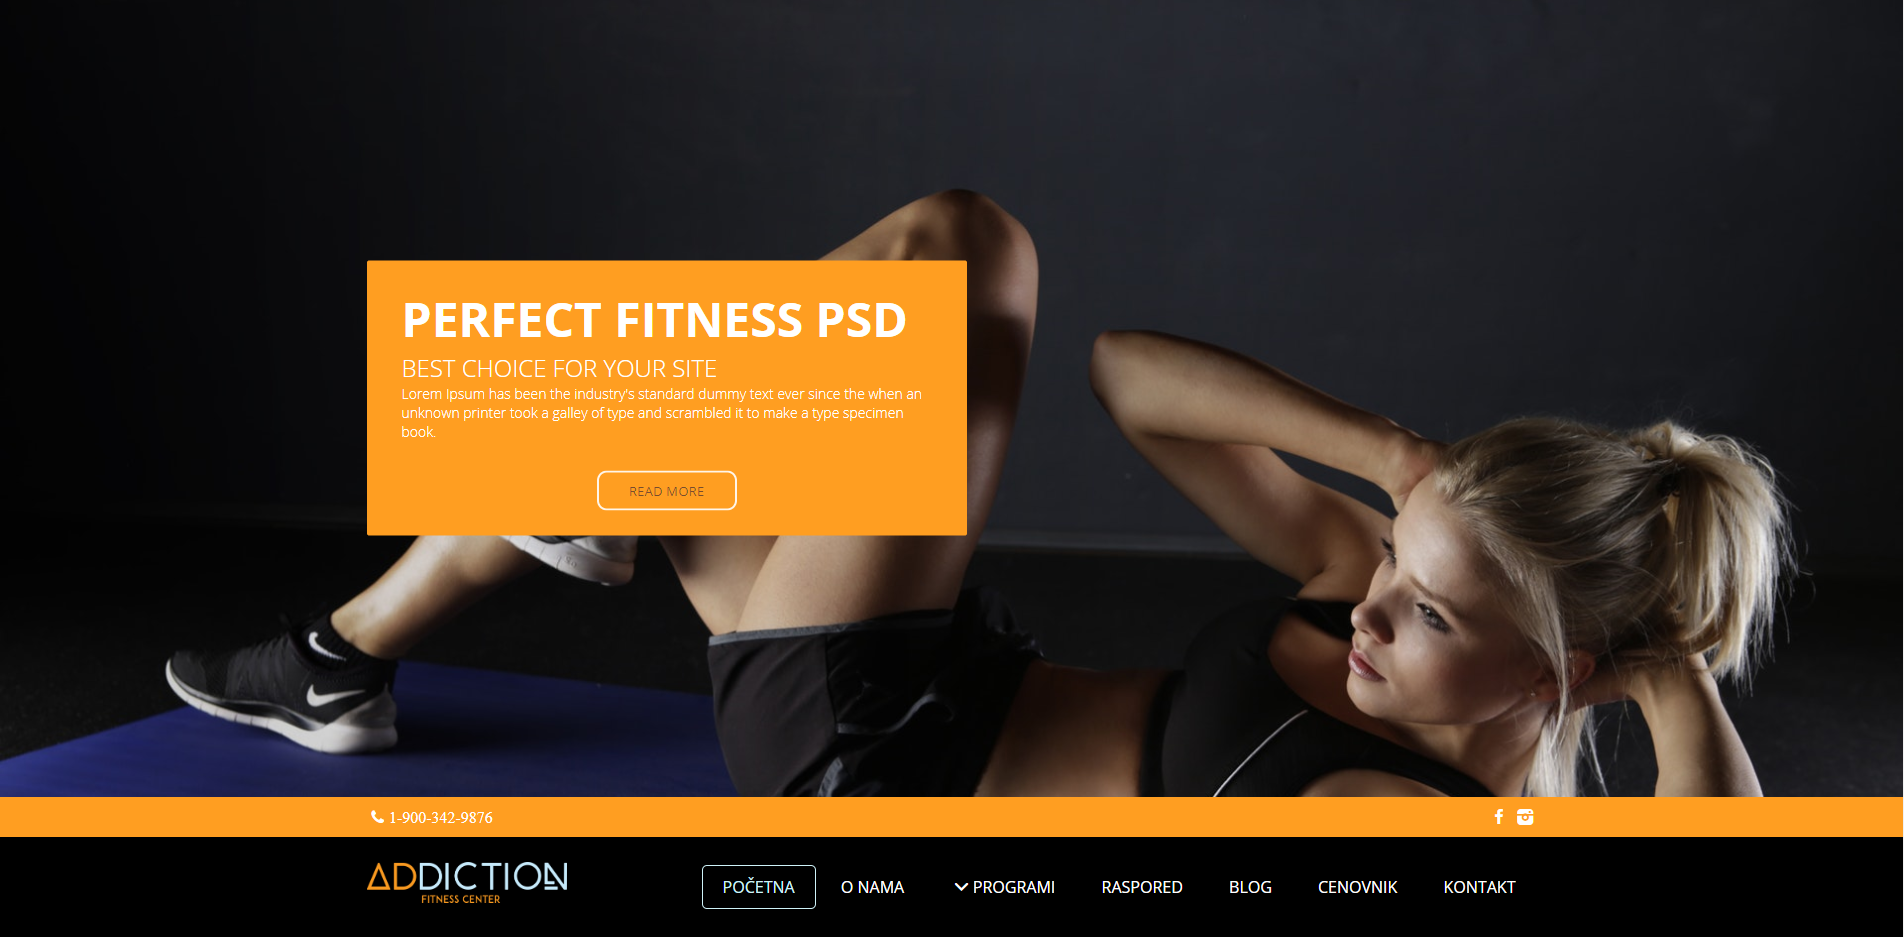 PERFECT FITNESS PSD
BEST CHOICE FOR YOUR SITE
Lorem Ipsum has been the industry's standard dummy text ever since the when an
unknown printer took a galley of type and scrambled it to make a type specimen
book.
READ MORE
1-900-342-9876
ADDICTION
FITNESS CENTER
POČETNA O NAMA PROGRAMI RASPORED BLOG CENOVNIK KONTAKT